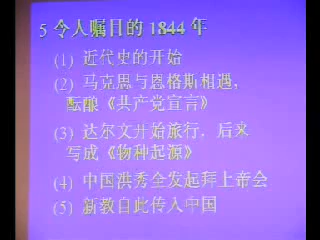 5 令人嘱目的 1844 年
(1) 近代史的开始
(2) 马克思与恩格斯相遇,
酝酿《共产党宣言》
(3) 达尔文开始旅行, 后来
写成《物种起源》
(4) 中国洪秀全发起拜上帝会
(5) 新教自此传入中国